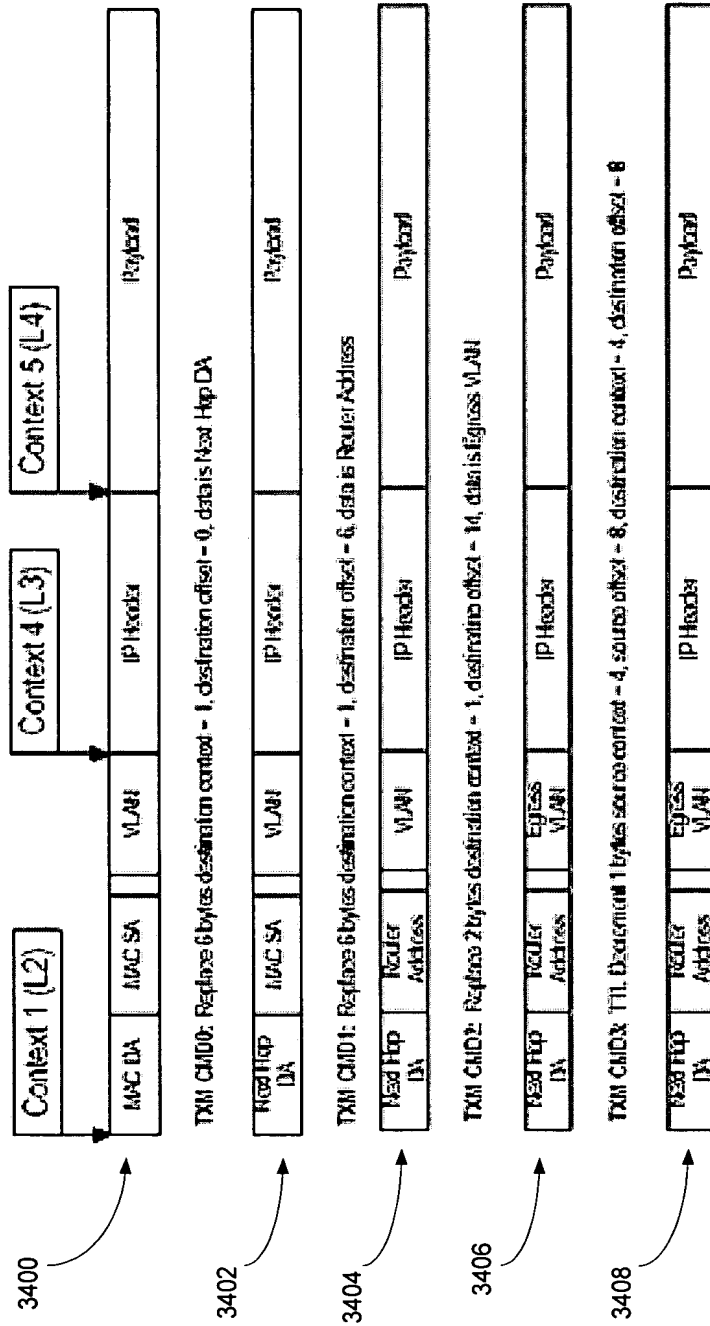 Context 1 (L2)
Context 4 (L3)
Context 5 (L4)
3400
MAC DA MAC SA VLAN IP Header Payload
TXM CMD0: Replace 6 bytes destination context = 1, destination offset = 0, data is Next Hop DA
3402
Next Hop DA MAC SA VLAN IP Header Payload
TXM CMD1: Replace 6 bytes destination context = 1, destination offset = 6, data is Router Address
3404
Next Hop DA Router Address VLAN IP Header Payload
TXM CMD2: Replace 2 bytes destination context = 1, destination offset = 14, data is Egress VLAN
3406
Next Hop DA Router Address Egress VLAN IP Header Payload
TXM CMD3: TTL Decrement 1 bytes source context = 4, source offset = 8, destination context = 4, destination offset = 8
3408
Next Hop DA Router Address Egress VLAN IP Header Payload